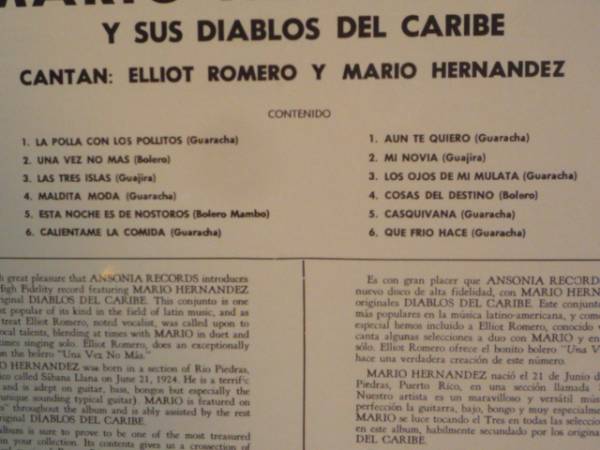 Y SUS DIABLOS DEL CARIBE
CANTAN: ELLIOT ROMERO Y MARIO HERNANDEZ
CONTENIDO
1. LA POLLA CON LOS POLLITOS (Guaracha)
2. UNA VEZ NO MAS (Bolero)
3. LAS TRES ISLAS (Guajira)
4. MALDITA MODA (Guaracha)
5. ESTA NOCHE ES DE NOSTOROS (Bolero Mambo)
6. CALIENTAME LA COMIDA (Guaracha)
1. AUN TE QUIERO (Guaracha)
2. MI NOVIA (Guajira)
3. LOS OJOS DE MI MULATA (Guaracha)
4. COSAS DEL DESTINO (Bolero)
5. CASQUIVANA (Guaracha)
6. QUE FRIO HACE (Guaracha)
great pleasure that ANSONIA RECORDS introduces
High Fidelity record featuring MARIO HERNANDEZ
DIABLOS DEL CARIBE. This conjunto is one
popular of its kind in the field of latin music, and as
treat Elliot Romero, noted vocalist, was called upon to
talents, blending at times with MARIO in duet and
singing solo. Elliot Romero, does an exceptionally
the bolero "Una Vez No Mas."
HERNANDEZ was born in a section of Rio Piedras,
called Sabana Llana on June 21, 1924. He is a terrific
and is adept on guitar, bass, bongos but especially the
sounding typical guitar). MARIO is featured on
throughout the album and is ably assisted by the rest
DIABLOS DEL CARIBE.
is sure to prove to be one of the most treasured
your collection. Its contents gives us a crossection of
Es con gran placer que ANSONIA RECORD
nuevo disco de alta fidelidad, con MARIO HERN
originales DIABLOS DEL CARIBE. Este conjunto
más populares en la música latino-americana, y como
especial hemos incluido a Elliot Romero, conocido
canta algunas selecciones a duo con MARIO y en
sólo. Elliot Romero ofrece el bonito bolero "Una V
hace una verdadera creación de este número.
MARIO HERNANDEZ nació el 21 de Junio d
Piedras, Puerto Rico, en una sección llamada
Nuestro artista es un maravilloso y versátil mús
perfección la guitarra, bajo, bongo y muy especialme
MARIO se luce tocando el Tres en todas las seleccion
en este album, habilmente secundado por los origina
DEL CARIBE.